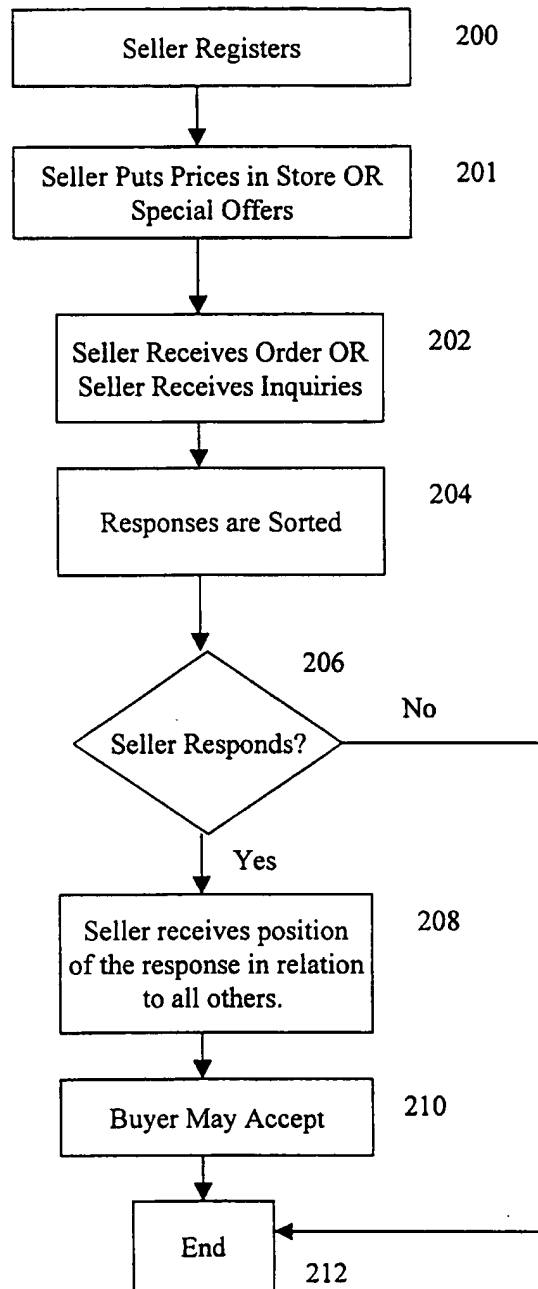 200
Seller Registers
201
Seller Puts Prices in Store OR
Special Offers
202
Seller Receives Order OR
Seller Receives Inquiries
204
Responses are Sorted
206
No
Seller Responds?
Yes
208
Seller receives position
of the response in relation
to all others.
210
Buyer May Accept
End
212